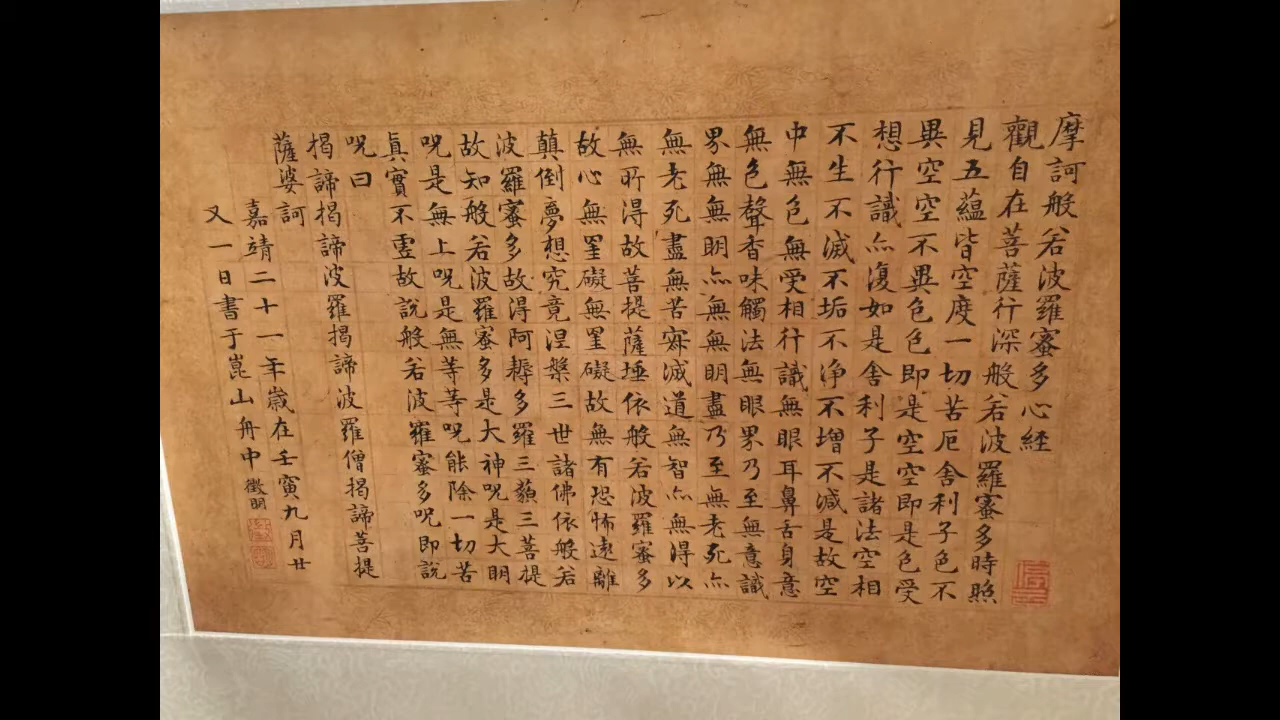 摩訶般若波羅蜜多心経
觀自在菩薩行深般若波羅蜜多時照
見五蘊皆空度一切苦厄舍利子色不
異空空不異色色即是空空即是色受
想行識亦復如是舍利子是諸法空相
不生不滅不垢不淨不增不減是故空
中無色無受相行識無眼耳鼻舌身意
無色聲香味觸法無眼界乃至無意識
界無無明亦無無明盡乃至無老死亦
無老死盡無苦寂滅道無智亦無得以
無所得故菩提薩埵依般若波羅蜜多
故心無罣礙無罣礙故無有恐怖遠離
顛倒夢想究竟涅槃三世諸佛依般若
波羅蜜多故得阿耨多羅三藐三菩提
故知般若波羅蜜多是大神呪是大明
呪是無上呪是無等等呪能除一切苦
真實不虛故說般若波羅蜜多呪即說
呪曰
揭諦揭諦波羅揭諦波羅僧揭諦菩提
薩婆訶
嘉靖二十一年歲在壬寅九月廿
又一日書于崑山舟中徵明